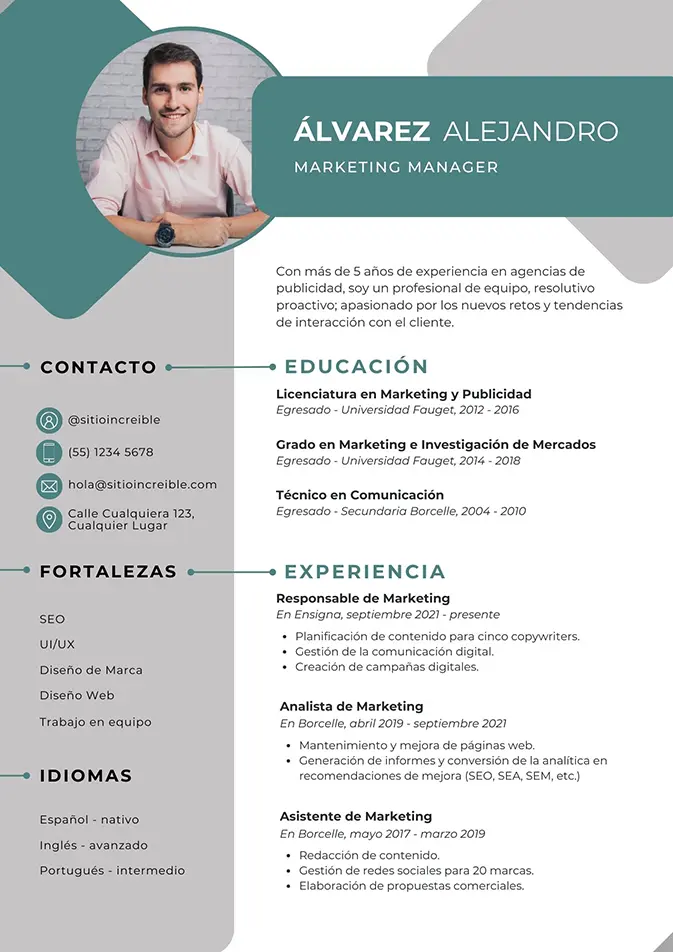 ÁLVAREZ ALEJANDRO
MARKETING MANAGER
Con más de 5 años de experiencia en agencias de
publicidad, soy un profesional de equipo, resolutivo
proactivo; apasionado por los nuevos retos y tendencias
de interacción con el cliente.
CONTACTO
@sitioincreible
(55) 1234 5678
hola@sitioincreible.com
Calle Cualquiera 123,
Cualquier Lugar
FORTALEZAS
SEO
UI/UX
Diseño de Marca
Diseño Web
Trabajo en equipo
IDIOMAS
Español - nativo
Inglés - avanzado
Portugués - intermedio
EDUCACIÓN
Licenciatura en Marketing y Publicidad
Egresado - Universidad Fauget, 2012 - 2016
Grado en Marketing e Investigación de Mercados
Egresado - Universidad Fauget, 2014 - 2018
Técnico en Comunicación
Egresado - Secundaria Borcelle, 2004 - 2010
EXPERIENCIA
Responsable de Marketing
En Ensigna, septiembre 2021 - presente
• Planificación de contenido para cinco copywriters.
• Gestión de la comunicación digital.
• Creación de campañas digitales.
Analista de Marketing
En Borcelle, abril 2019 - septiembre 2021
• Mantenimiento y mejora de páginas web.
• Generación de informes y conversión de la analítica en
recomendaciones de mejora (SEO, SEA, SEM, etc.)
Asistente de Marketing
En Borcelle, mayo 2017 - marzo 2019
• Redacción de contenido.
• Gestión de redes sociales para 20 marcas.
• Elaboración de propuestas comerciales.